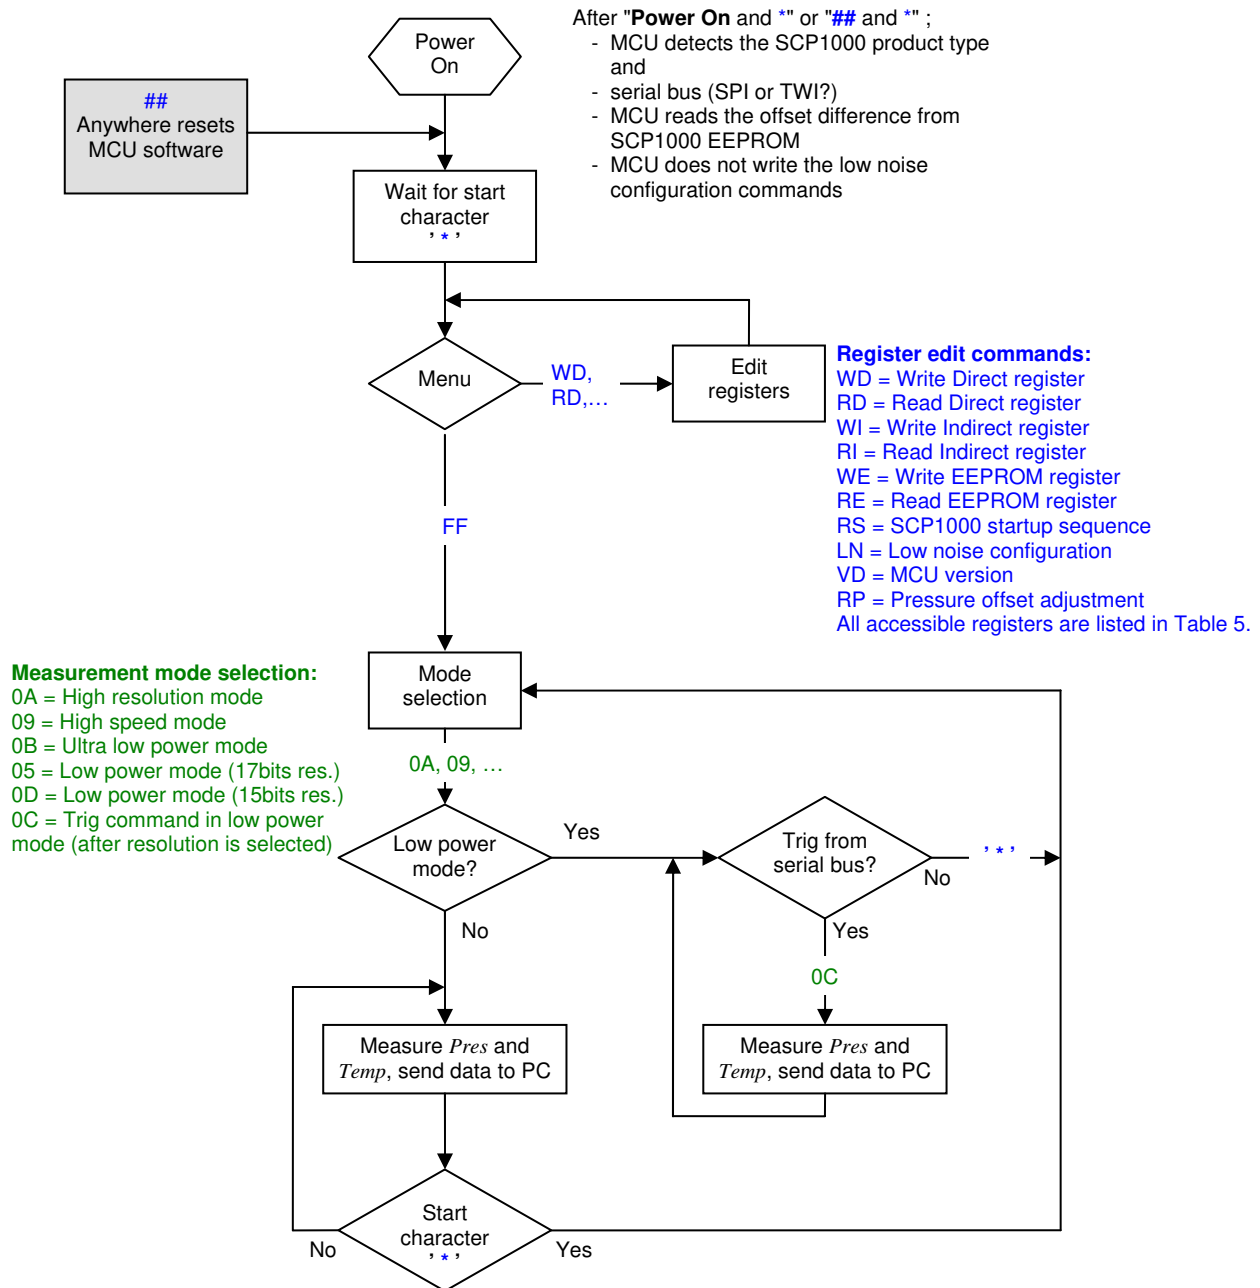 Power
On
After "Power On and *" or "## and *" ;
- MCU detects the SCP1000 product type
and
- serial bus (SPI or TWI?)
- MCU reads the offset difference from
SCP1000 EEPROM
- MCU does not write the low noise
configuration commands
##
Anywhere resets
MCU software
Wait for start
character
' * '
Menu
WD,
RD,…
Edit
registers
Register edit commands:
WD = Write Direct register
RD = Read Direct register
WI = Write Indirect register
RI = Read Indirect register
WE = Write EEPROM register
RE = Read EEPROM register
RS = SCP1000 startup sequence
LN = Low noise configuration
VD = MCU version
RP = Pressure offset adjustment
All accessible registers are listed in Table 5.
FF
Mode
selection
Measurement mode selection:
0A = High resolution mode
09 = High speed mode
0B = Ultra low power mode
05 = Low power mode (17bits res.)
0D = Low power mode (15bits res.)
0C = Trig command in low power
mode (after resolution is selected)
0A, 09, …
Low power
mode?
Yes
Trig from
serial bus?
' * '
No
No
Yes
0C
Measure Pres and
Temp, send data to PC
Measure Pres and
Temp, send data to PC
Start
character
' * '
No
Yes